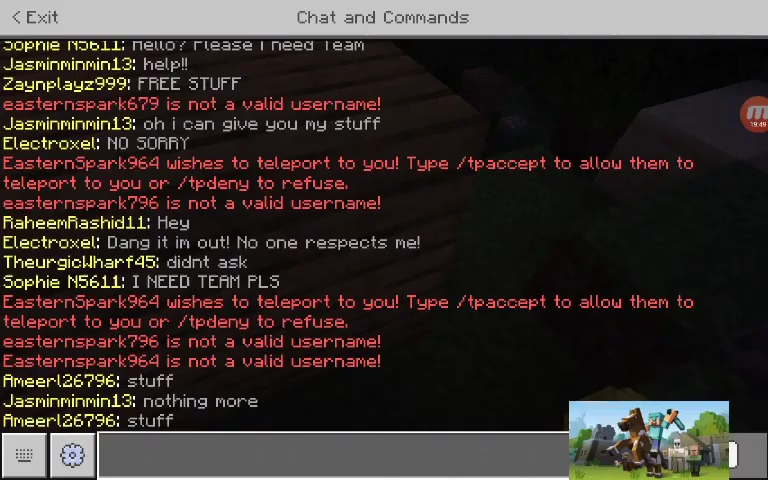 < Exit
Chat and Commands
Sophie N5611: Hello? Please i need Team
Jasminminmin13: help!!
Zaynplayz999: FREE STUFF
easternspark679 is not a valid username!
Jasminminmin13: oh i can give you my stuff
Electroxel: NO SORRY
EasternSpark964 wishes to teleport to you! Type /tpaccept to allow them to
teleport to you or /tpdeny to refuse.
easternspark796 is not a valid username!
RaheemRashid11: Hey
Electroxel: Dang it im out! No one respects me!
TheurgicWharf45: didnt ask
Sophie N5611: I NEED TEAM PLS
EasternSpark964 wishes to teleport to you! Type /tpaccept to allow them to
teleport to you or /tpdeny to refuse.
easternspark796 is not a valid username!
Easternspark964 is not a valid username!
Ameerl26796: stuff
Jasminminmin13: nothing more
Ameerl26796: stuff
19:49